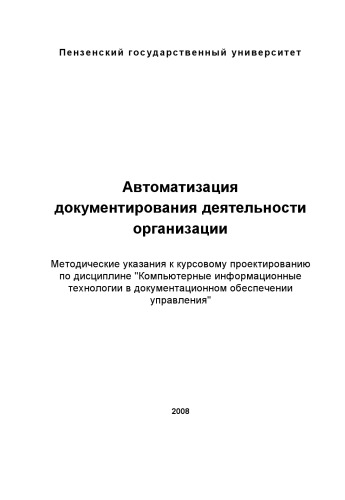 Пензенский государственный университет
Автоматизация
документирования деятельности
организации
Методические указания к курсовому проектированию
по дисциплине "Компьютерные информационные
технологии в документационном обеспечении
управления"
2008